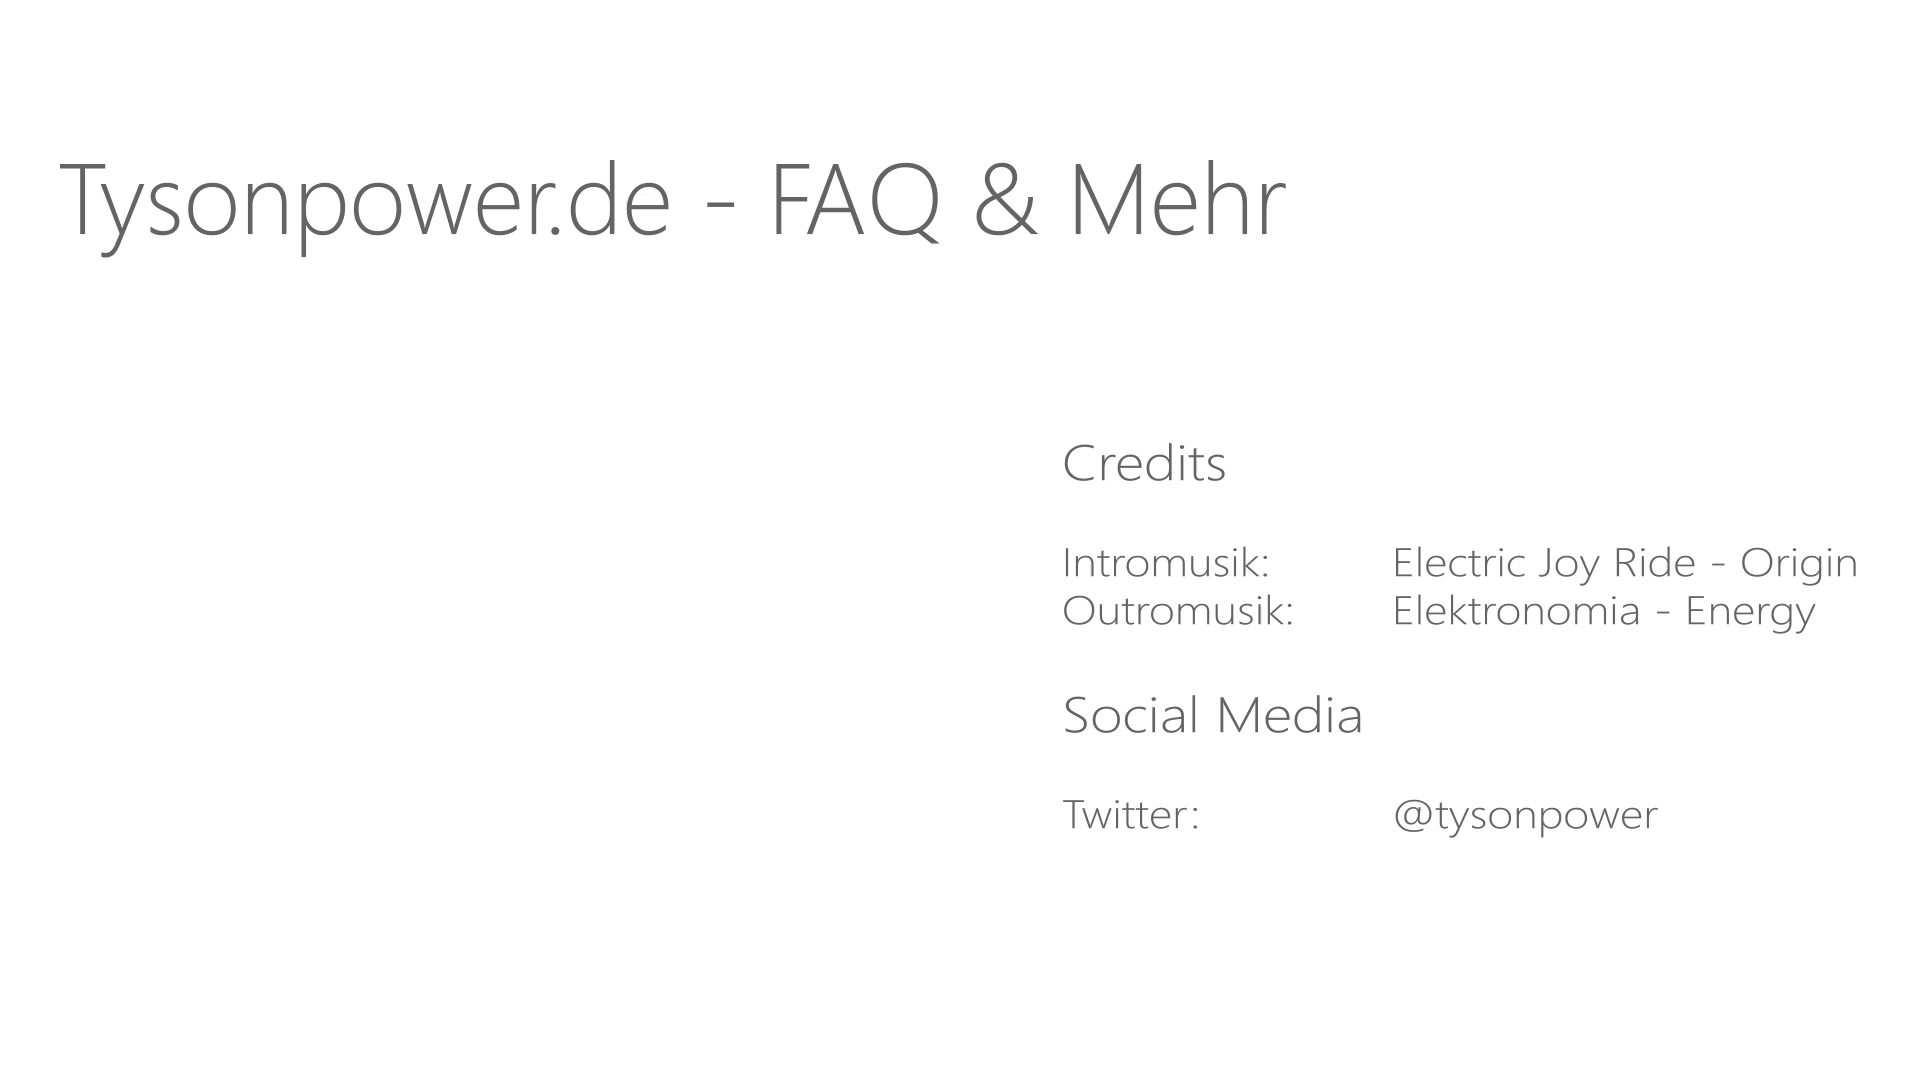 Tysonpower.de - FAQ & Mehr
Credits
Intromusik: Electric Joy Ride - Origin
Outromusik: Elektronomia - Energy
Social Media
Twitter: @tysonpower